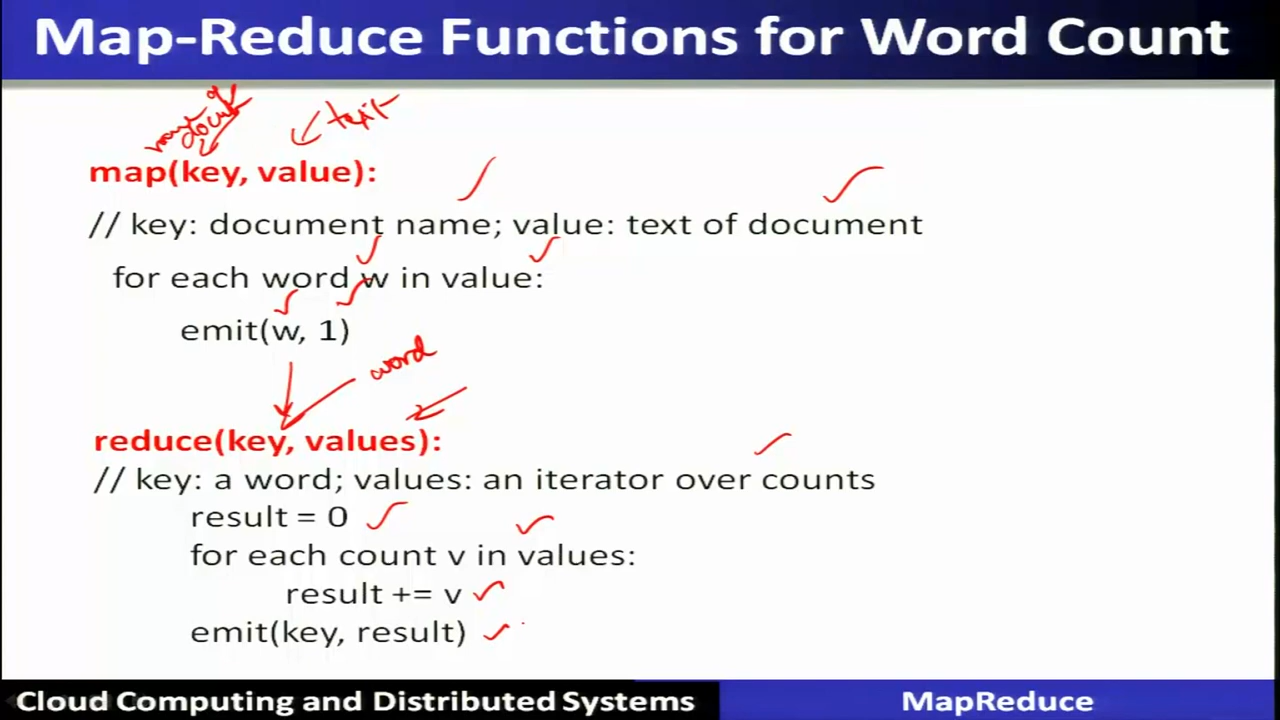 Map-Reduce Functions for Word Count
text
map(key, value):
// key: document name; value: text of document
for each word w in value:
emit(w, 1)
word
reduce(key, values):
// key: a word; values: an iterator over counts
result = 0
for each count v in values:
result += v
emit(key, result)
Cloud Computing and Distributed Systems
MapReduce